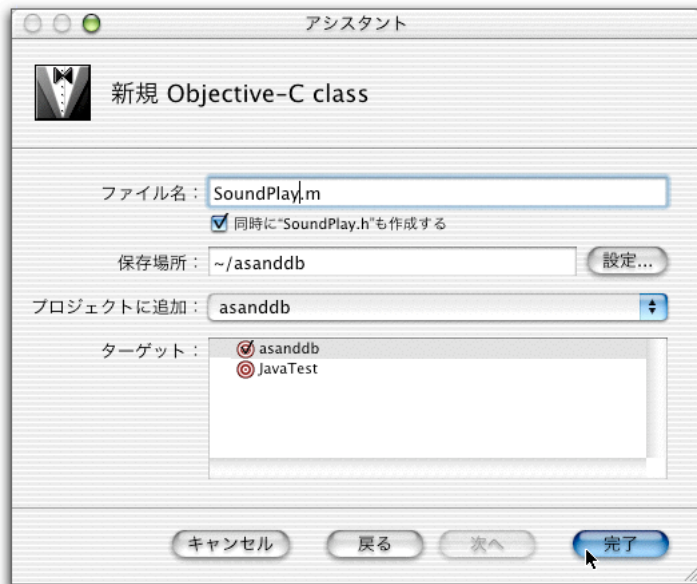 アシスタント
新規 Objective-C class
ファイル名： SoundPlay.m
同時に“SoundPlay.h”も作成する
保存場所： ~/asanddb 設定...
プロジェクトに追加： asanddb
ターゲット： asanddb
JavaTest
キャンセル 戻る 次へ 完了